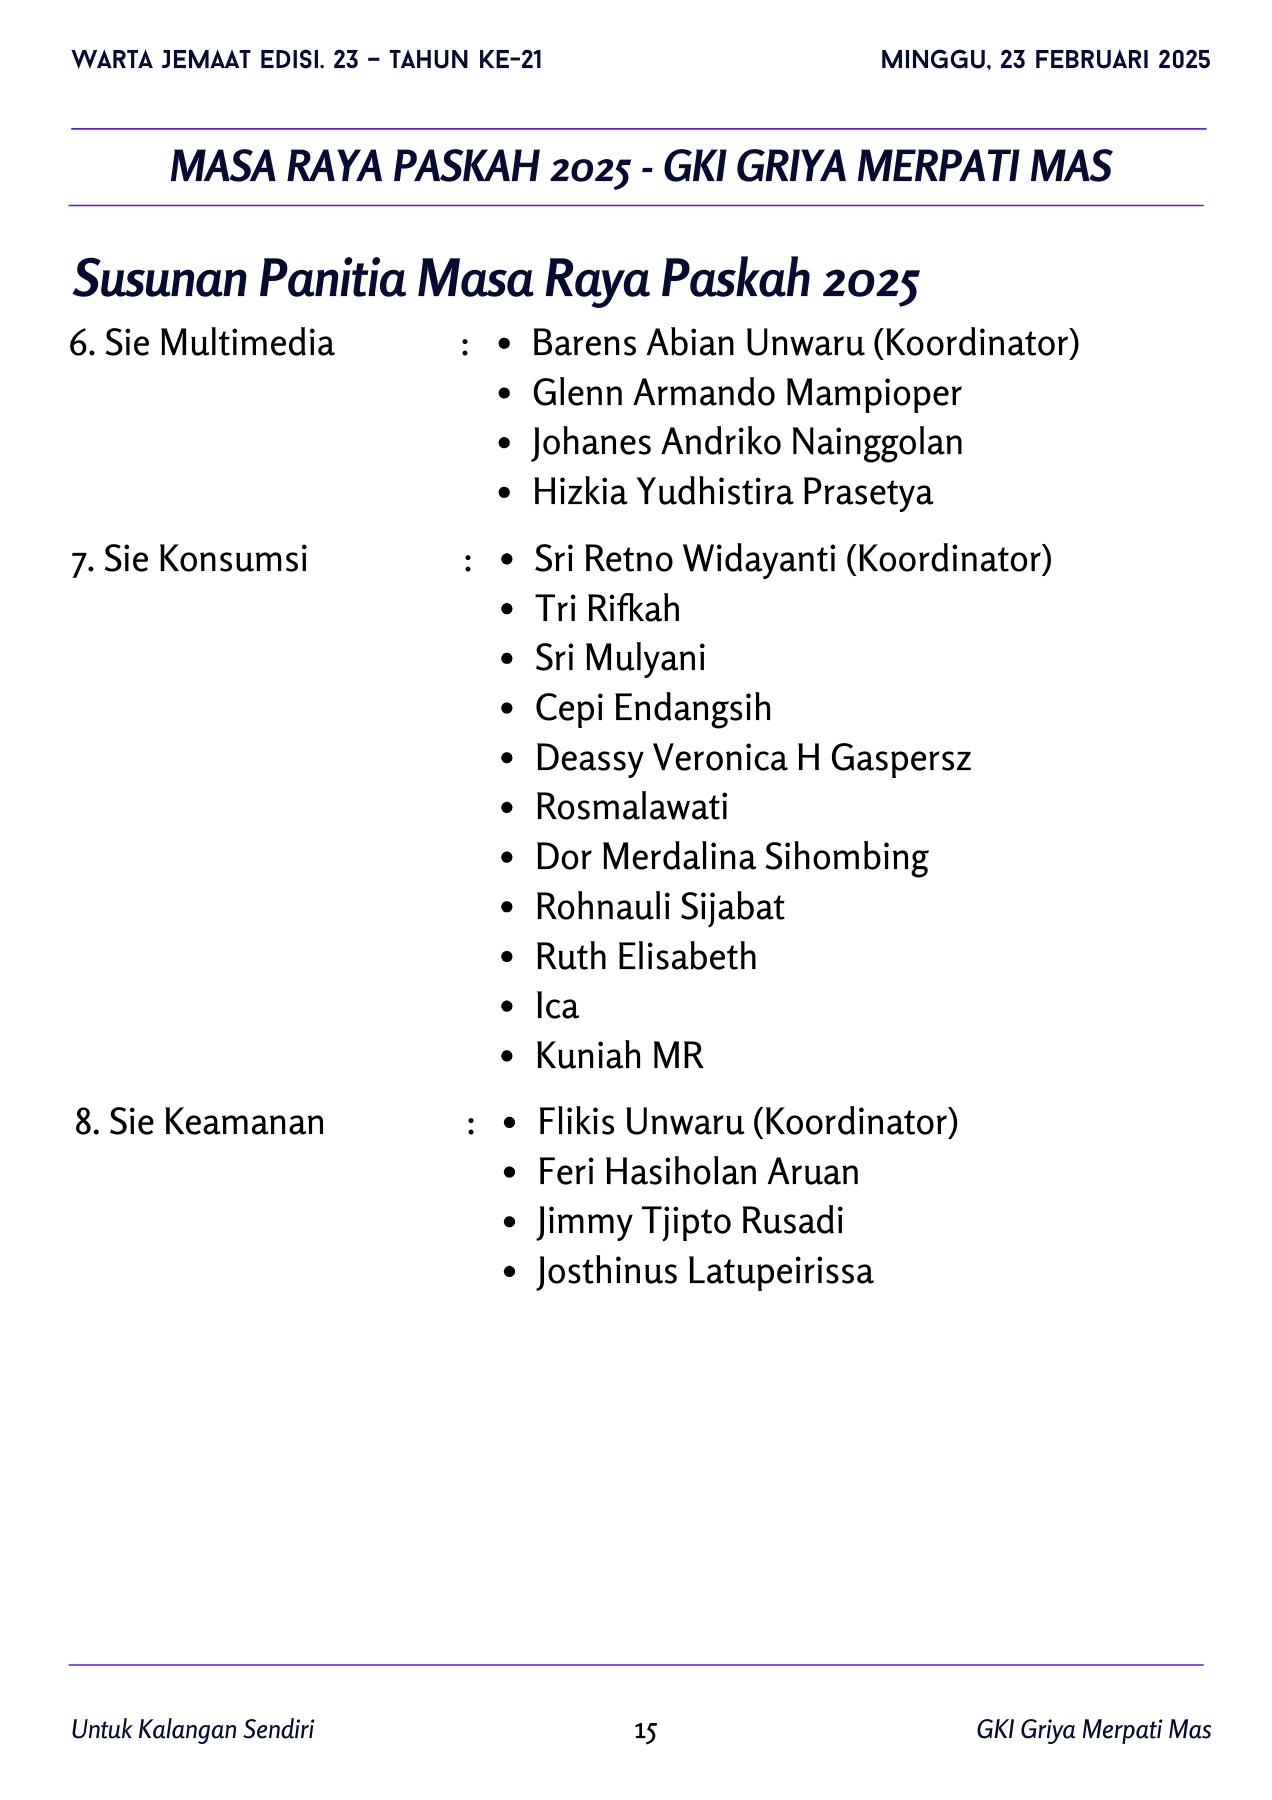 WARTA JEMAAT EDISI. 23 – TAHUN KE-21
MINGGU, 23 FEBRUARI 2025
MASA RAYA PASKAH 2025 - GKI GRIYA MERPATI MAS
Susunan Panitia Masa Raya Paskah 2025
6. Sie Multimedia : • Barens Abian Unwaru (Koordinator)
• Glenn Armando Mampioper
• Johanes Andriko Nainggolan
• Hizkia Yudhistira Prasetya
7. Sie Konsumsi : • Sri Retno Widayanti (Koordinator)
• Tri Rifkah
• Sri Mulyani
• Cepi Endangsih
• Deassy Veronica H Gaspersz
• Rosmalawati
• Dor Merdalina Sihombing
• Rohnauli Sijabat
• Ruth Elisabeth
• Ica
• Kuniah MR
8. Sie Keamanan : • Flikis Unwaru (Koordinator)
• Feri Hasiholan Aruan
• Jimmy Tjipto Rusadi
• Josthinus Latupeirissa
Untuk Kalangan Sendiri
15
GKI Griya Merpati Mas